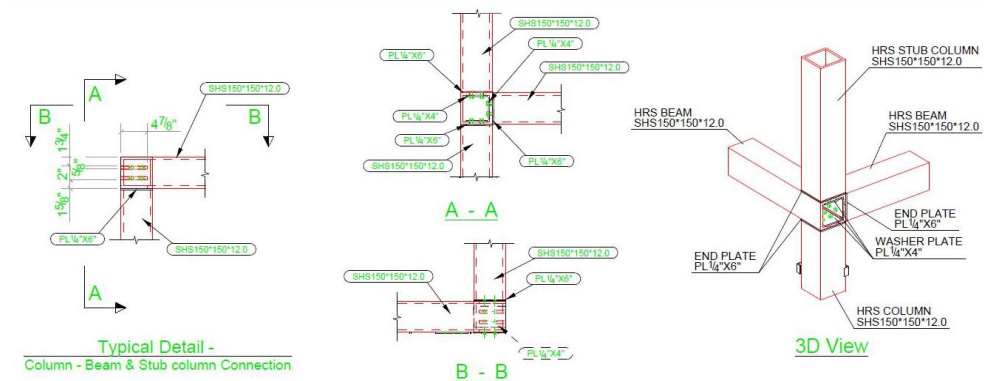 A
B
B
SHS150*150*12.0
4⅞"
1¾"
⅝"
2"
1⅝"
PL¼"X6"
SHS150*150*12.0
A
Typical Detail -
Column - Beam & Stub column Connection
SHS150*150*12.0
PL¼"X4"
PL¼"X6"
SHS150*150*12.0
PL¼"X4"
PL¼"X6"
SHS150*150*12.0
PL¼"X6"
A - A
SHS150*150*12.0
SHS150*150*12.0
PL¼"X6"
PL¼"X4"
B - B
HRS STUB COLUMN
SHS150*150*12.0
HRS BEAM
SHS150*150*12.0
HRS BEAM
SHS150*150*12.0
END PLATE
PL¼"X6"
WASHER PLATE
PL¼"X4"
END PLATE
PL¼"X6"
HRS COLUMN
SHS150*150*12.0
3D View